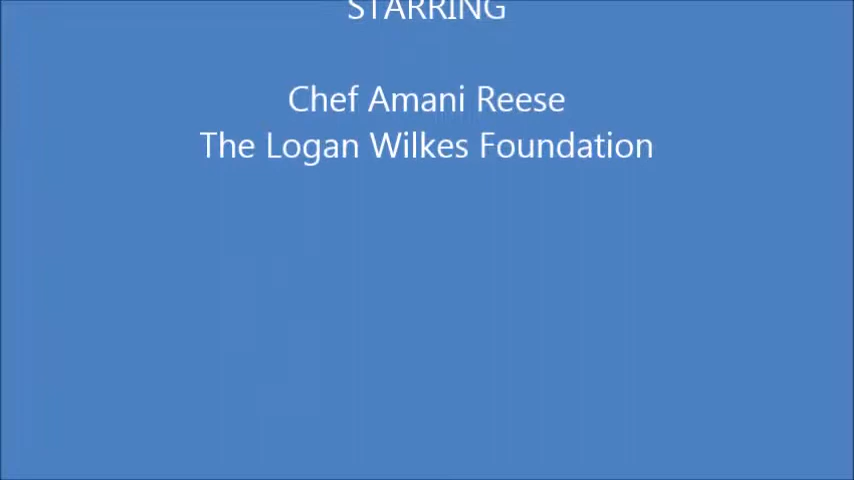 STARRING
Chef Amani Reese
The Logan Wilkes Foundation